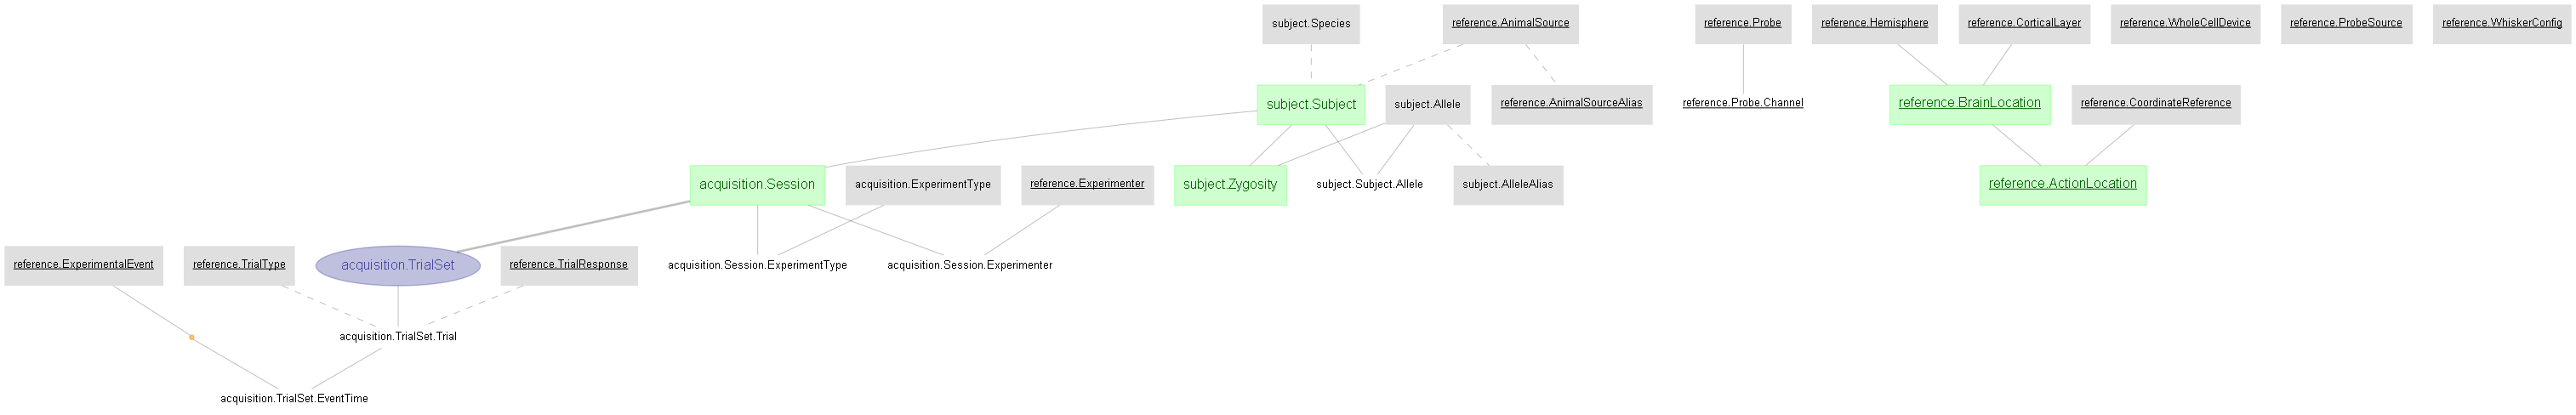 subject.Species
reference.AnimalSource
reference.Probe
reference.Hemisphere
reference.CorticalLayer
reference.WholeCellDevice
reference.ProbeSource
reference.WhiskerConfig
subject.Subject
subject.Allele
reference.AnimalSourceAlias
reference.Probe.Channel
reference.BrainLocation
reference.CoordinateReference
acquisition.Session
acquisition.ExperimentType
reference.Experimenter
subject.Zygosity
subject.Subject.Allele
subject.AlleleAlias
reference.ActionLocation
reference.ExperimentalEvent
reference.TrialType
acquisition.TrialSet
reference.TrialResponse
acquisition.Session.ExperimentType
acquisition.Session.Experimenter
acquisition.TrialSet.Trial
acquisition.TrialSet.EventTime